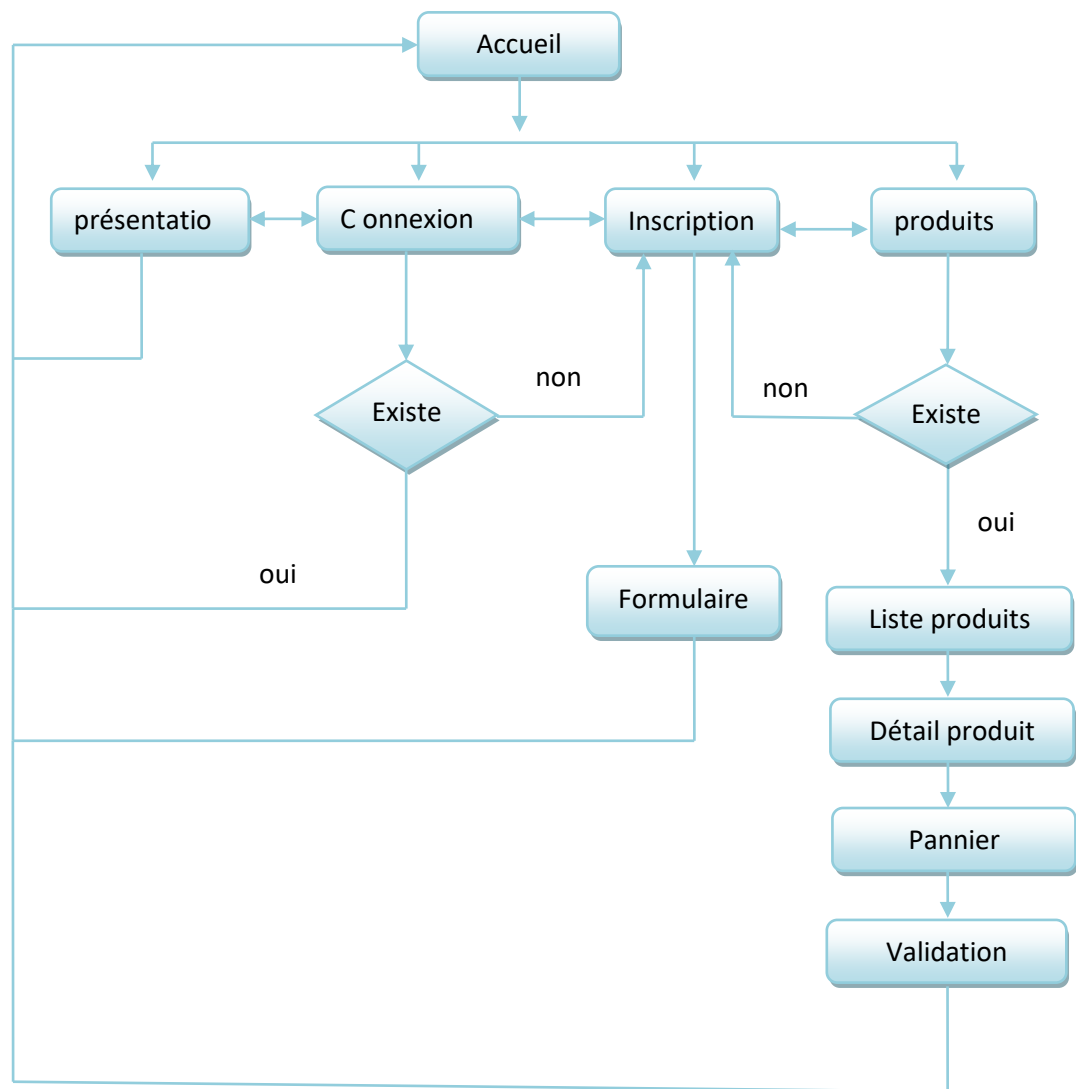 Accueil
présentatio
C onnexion
Inscription
produits
non
non
Existe
Existe
oui
oui
Formulaire
Liste produits
Détail produit
Pannier
Validation